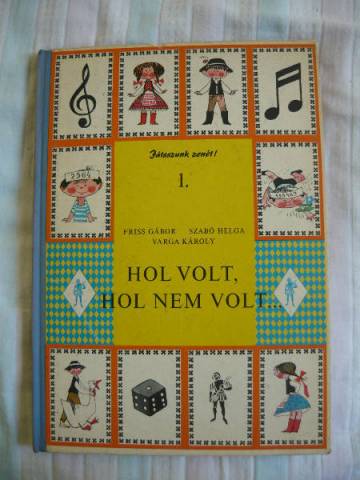 Játsszunk zenét!
1.
FRISS GÁBOR SZABÓ HELGA
VARGA KÁROLY
HOL VOLT,
HOL NEM VOLT...